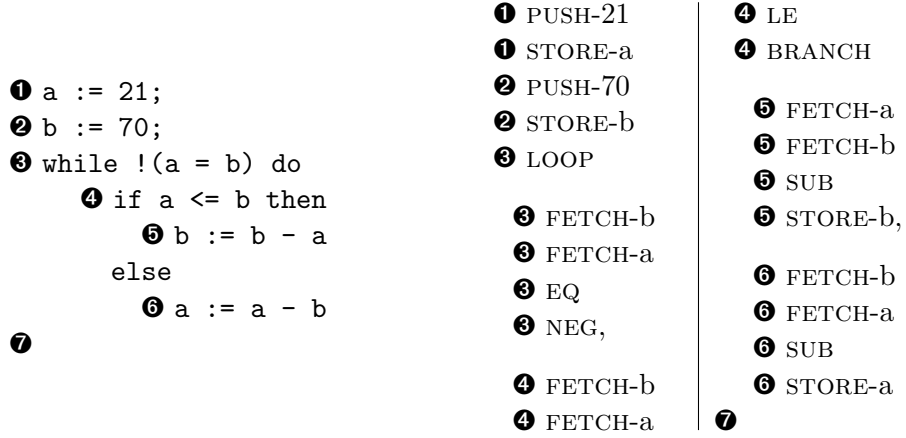 ❶ a := 21;
❷ b := 70;
❸ while !(a = b) do
❹ if a <= b then
❺ b := b - a
else
❻ a := a - b
❼
❶ PUSH-21
❶ STORE-a
❷ PUSH-70
❷ STORE-b
❸ LOOP
❸ FETCH-b
❸ FETCH-a
❸ EQ
❸ NEG,
❹ FETCH-b
❹ FETCH-a
❹ LE
❹ BRANCH
❺ FETCH-a
❺ FETCH-b
❺ SUB
❺ STORE-b,
❻ FETCH-b
❻ FETCH-a
❻ SUB
❻ STORE-a
❼